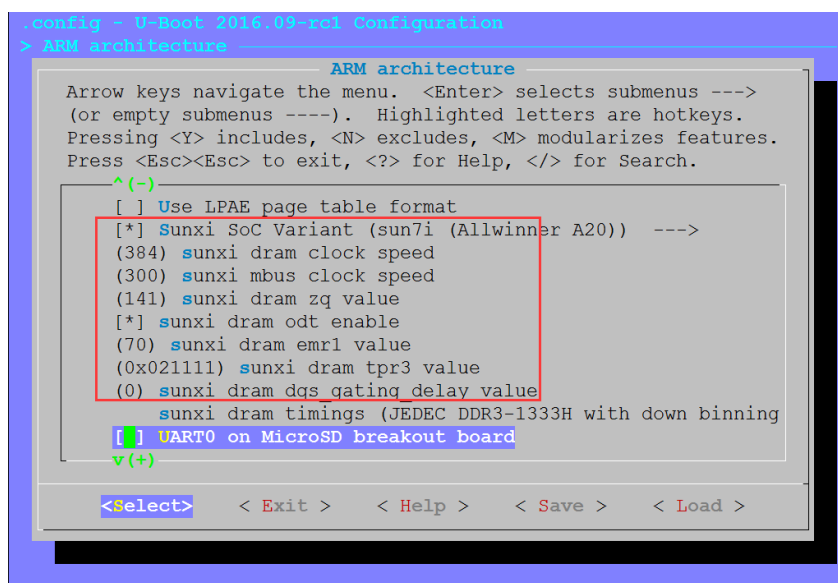 .config - U-Boot 2016.09-rc1 Configuration
> ARM architecture
ARM architecture
Arrow keys navigate the menu. <Enter> selects submenus --->
(or empty submenus ----). Highlighted letters are hotkeys.
Pressing <Y> includes, <N> excludes, <M> modularizes features.
Press <Esc><Esc> to exit, <?> for Help, </> for Search.
^(-)
[ ] Use LPAE page table format
[*] Sunxi SoC Variant (sun7i (Allwinner A20)) --->
(384) sunxi dram clock speed
(300) sunxi mbus clock speed
(141) sunxi dram zq value
[*] sunxi dram odt enable
(70) sunxi dram emr1 value
(0x021111) sunxi dram tpr3 value
(0) sunxi dram dqs_gating_delay value
sunxi dram timings (JEDEC DDR3-1333H with down binning
[ ] UART0 on MicroSD breakout board
v(+)
<Select> < Exit > < Help > < Save > < Load >